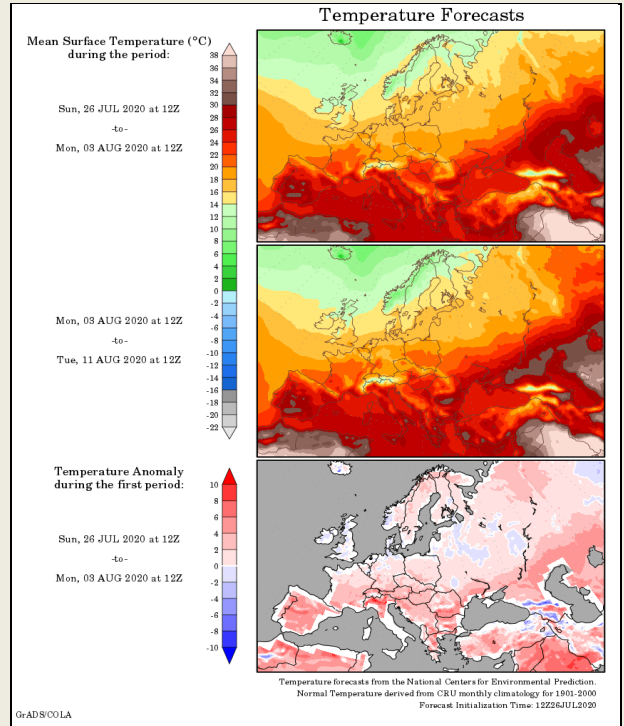 Temperature Forecasts
Mean Surface Temperature (°C)
during the period:
Sun, 26 JUL 2020 at 12Z
-to-
Mon, 03 AUG 2020 at 12Z
38
36
34
32
31
30
28
26
24
22
20
18
16
14
12
10
8
6
4
2
0
-2
-4
-6
-8
-10
-12
-14
-16
-18
-20
-22
Mon, 03 AUG 2020 at 12Z
-to-
Tue, 11 AUG 2020 at 12Z
Temperature Anomaly
during the first period:
Sun, 26 JUL 2020 at 12Z
-to-
Mon, 03 AUG 2020 at 12Z
10
8
6
4
2
0
-2
-4
-6
-8
-10
Temperature forecasts from the National Centers for Environmental Prediction.
Normal Temperature derived from CRU monthly climatology for 1901-2000
Forecast Initialization Time: 12Z26JUL2020
GrADS/COLA